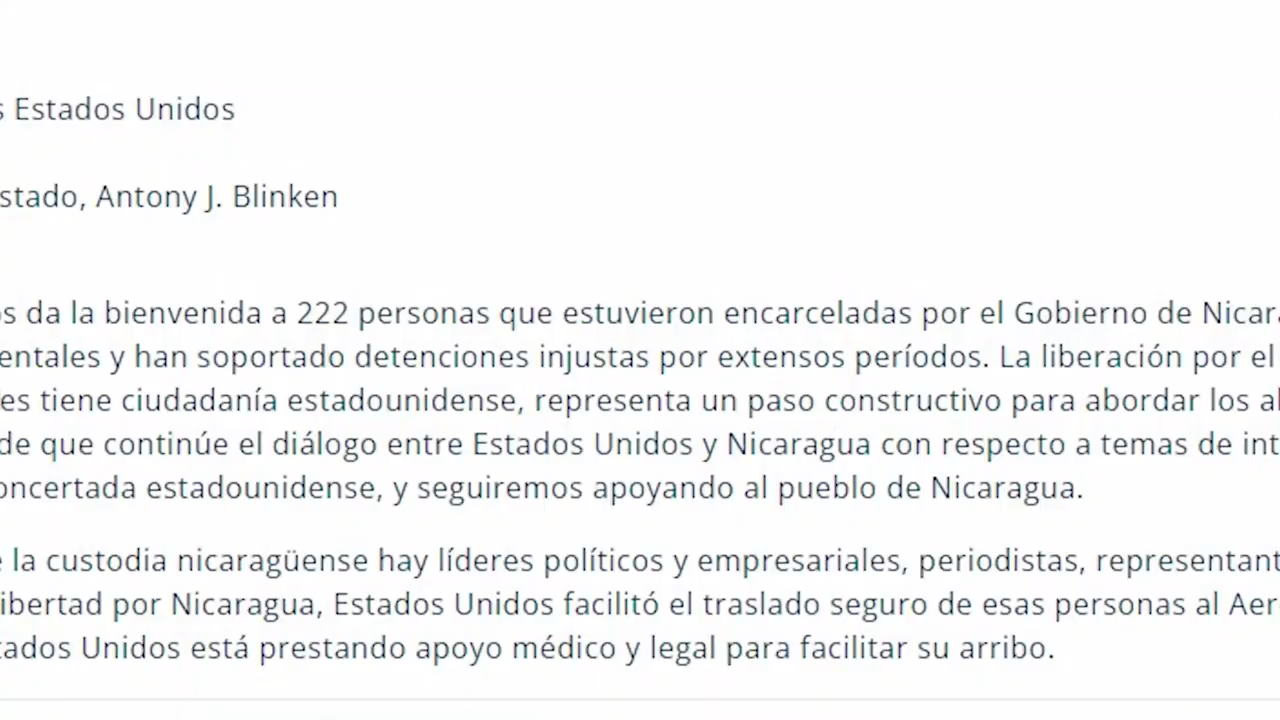 s Estados Unidos
stado, Antony J. Blinken
os da la bienvenida a 222 personas que estuvieron encarceladas por el Gobierno de Nicara
entales y han soportado detenciones injustas por extensos períodos. La liberación por el
es tiene ciudadanía estadounidense, representa un paso constructivo para abordar los al
de que continúe el diálogo entre Estados Unidos y Nicaragua con respecto a temas de int
oncertada estadounidense, y seguiremos apoyando al pueblo de Nicaragua.
e la custodia nicaragüense hay líderes políticos y empresariales, periodistas, representant
ibertad por Nicaragua, Estados Unidos facilitó el traslado seguro de esas personas al Aer
tados Unidos está prestando apoyo médico y legal para facilitar su arribo.